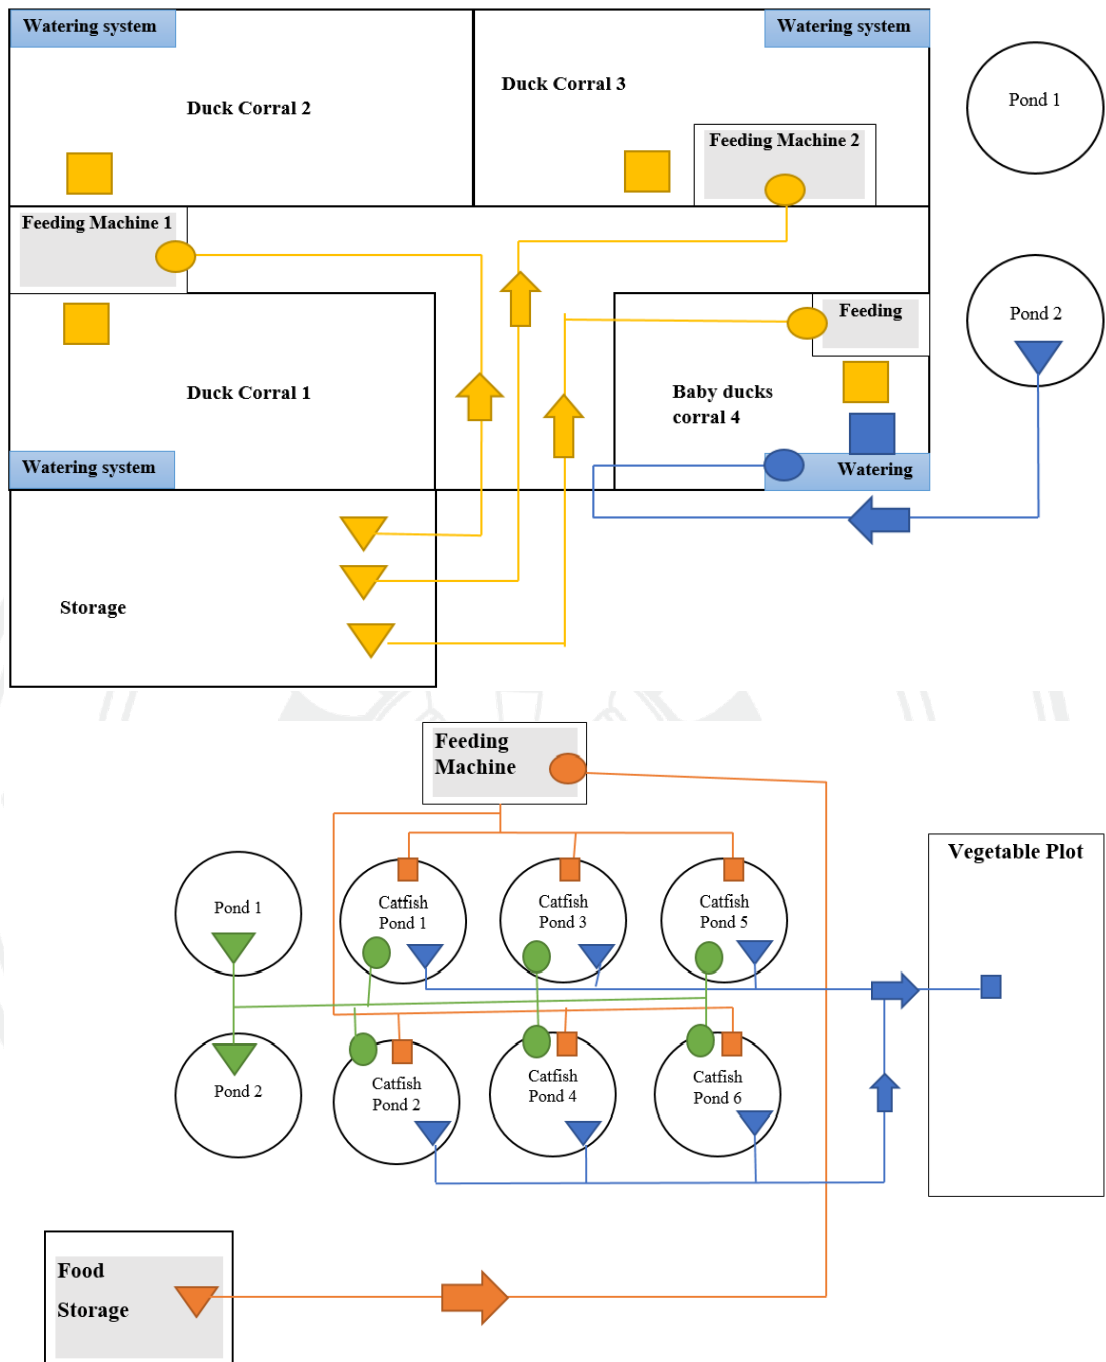 Watering system
Watering system
Duck Corral 3
Duck Corral 2
Pond 1
Feeding Machine 2
Feeding Machine 1
Feeding
Pond 2
Duck Corral 1
Baby ducks
corral 4
Watering system
Watering
Storage
Feeding
Machine
Vegetable Plot
Pond 1
Catfish
Pond 1
Catfish
Pond 3
Catfish
Pond 5
Pond 2
Catfish
Pond 2
Catfish
Pond 4
Catfish
Pond 6
Food
Storage